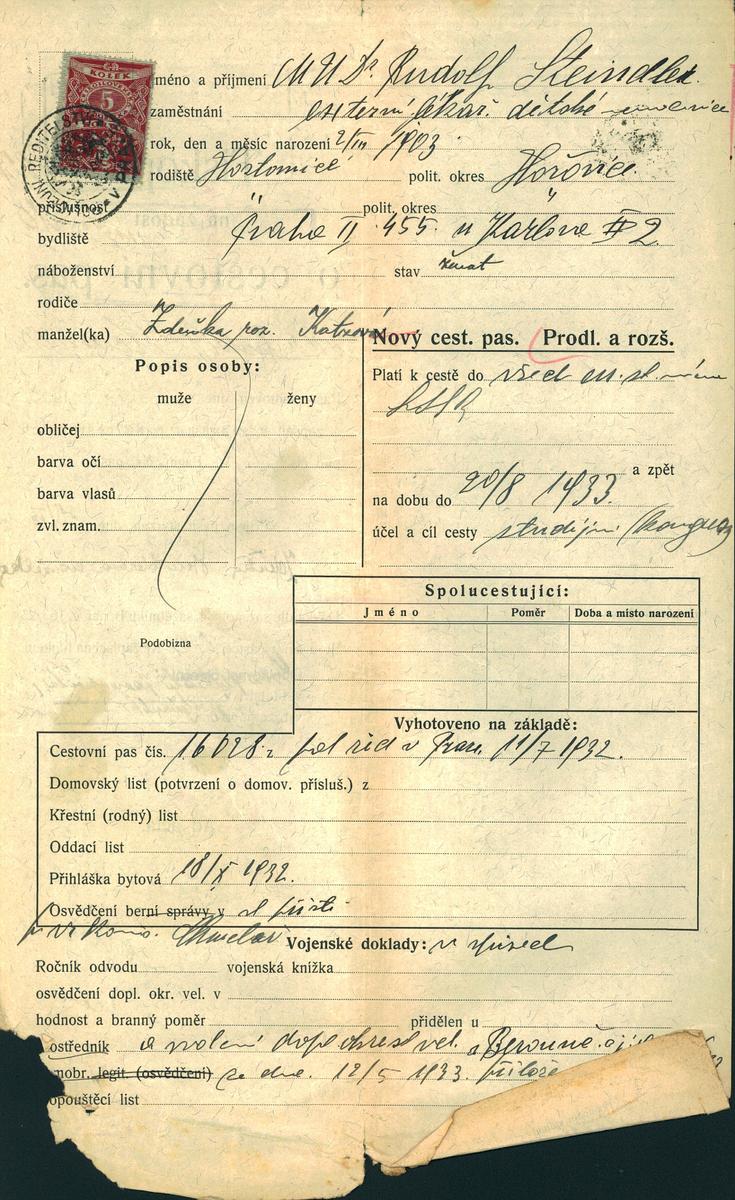 KOLEK
5
jméno a příjmení MUDr. Rudolf Steindler
zaměstnání externí lékař dětské
rok, den a měsíc narození 2/III 1903
rodiště Hostomice polit. okres Hořovice
příslušnost " polit. okres "
bydliště Praha II 455 u Karlova 2
náboženství stav ženat
rodiče
manžel(ka) Zdeňka roz. Katzová
Nový cest. pas. Prodl. a rozš.
Popis osoby:
muže ženy
obličej
barva očí
barva vlasů
zvl. znam.
Platí k cestě do všech
a zpět
na dobu do 20/8 1933
účel a cíl cesty studijní
Spolucestující:
Jméno Poměr Doba a místo narození
Podobizna
Vyhotoveno na základě:
Cestovní pas čís. 16028 pol řed v Praze 11/7 1932.
Domovský list (potvrzení o domov. přísluš.) z
Křestní (rodný) list
Oddací list
Přihláška bytová 18/X 1932.
Osvědčení berní správy v
Vojenské doklady:
Ročník odvodu vojenská knížka
osvědčení dopl. okr. vel. v
hodnost a branný poměr přidělen u
ostředník a svolení dopl okres vel. Berouně
mobr. legit (osvědčení) ze dne 12/5 1933
opouštěcí list